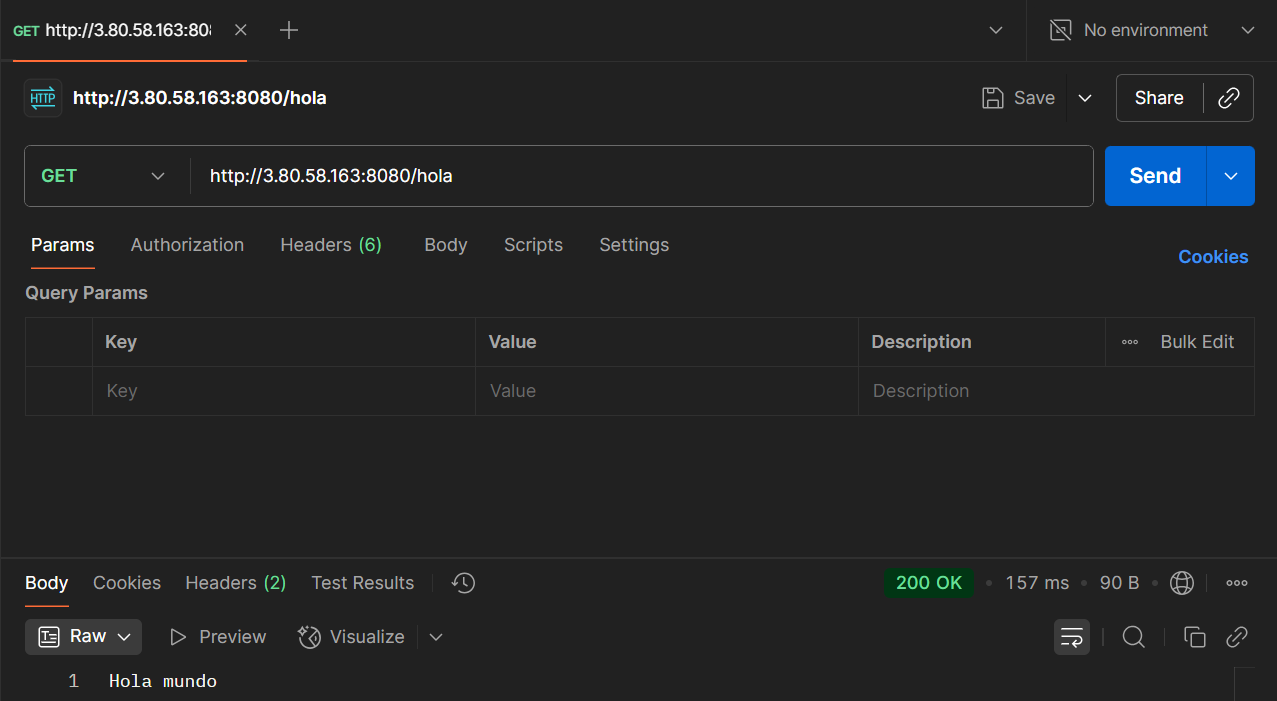 GET http://3.80.58.163:80
No environment
HTTP http://3.80.58.163:8080/hola
Save
Share
GET http://3.80.58.163:8080/hola
Send
Params Authorization Headers (6) Body Scripts Settings
Cookies
Query Params
Key Value Description Bulk Edit
Key Value Description
Body Cookies Headers (2) Test Results 200 OK • 157 ms • 90 B •
Raw Preview Visualize
1 Hola mundo